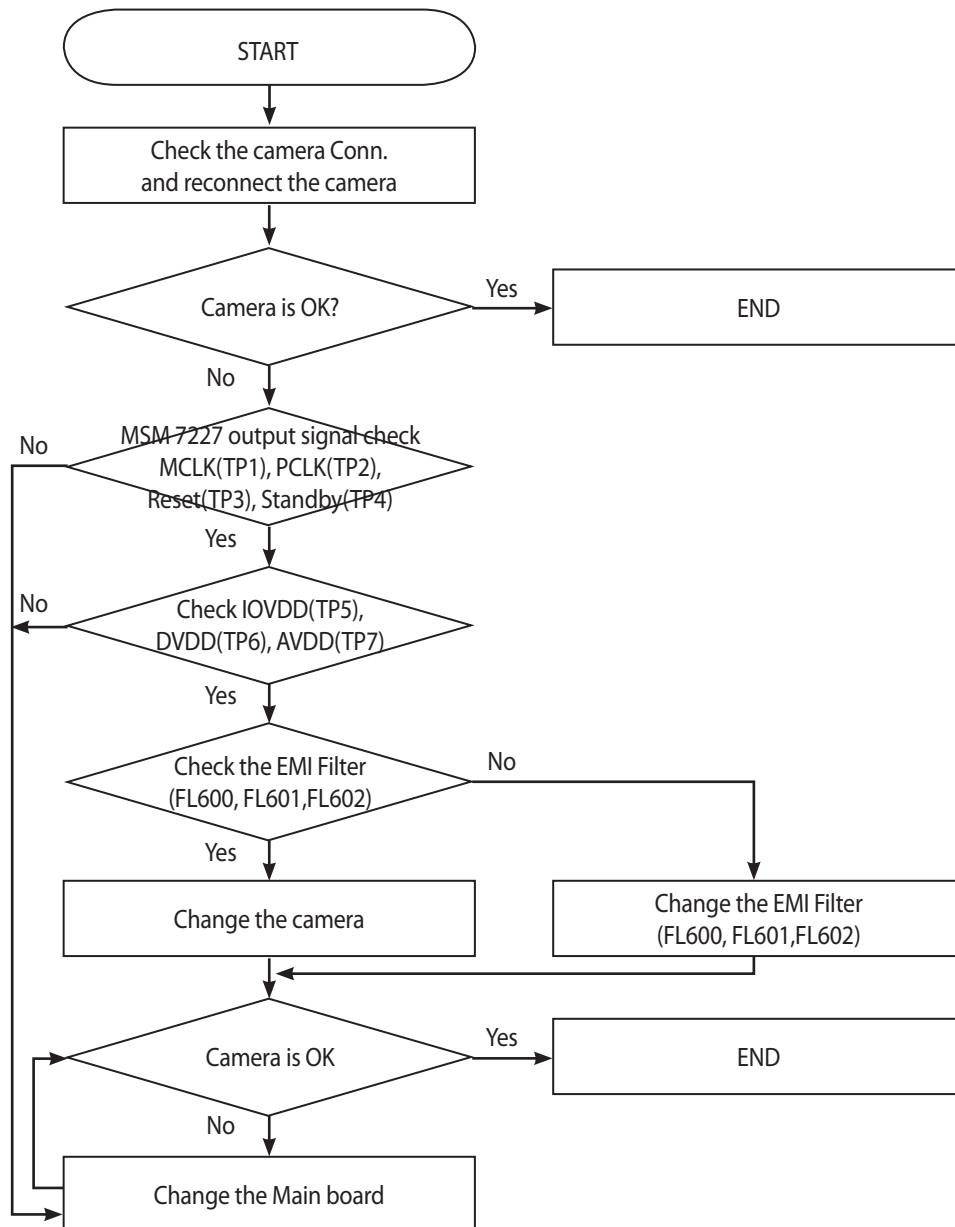 START
Check the camera Conn.
and reconnect the camera
Camera is OK?
Yes
END
No
MSM 7227 output signal check
MCLK(TP1), PCLK(TP2),
Reset(TP3), Standby(TP4)
No
Yes
Check IOVDD(TP5),
DVDD(TP6), AVDD(TP7)
No
Yes
Check the EMI Filter
(FL600, FL601,FL602)
No
Yes
Change the camera
Change the EMI Filter
(FL600, FL601,FL602)
Camera is OK
Yes
END
No
Change the Main board